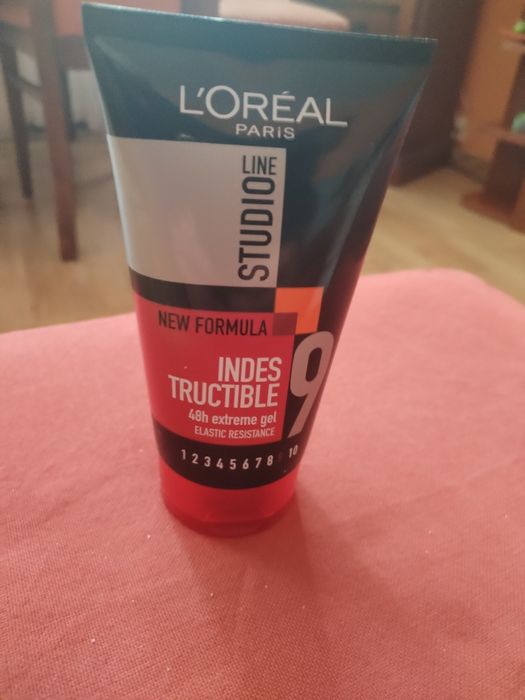 L'ORÉAL
PARIS
STUDIO
LINE
NEW FORMULA
INDES
TRUCTIBLE
48h extreme gel
ELASTIC RESISTANCE
9
1 2 3 4 5 6 7 8 10